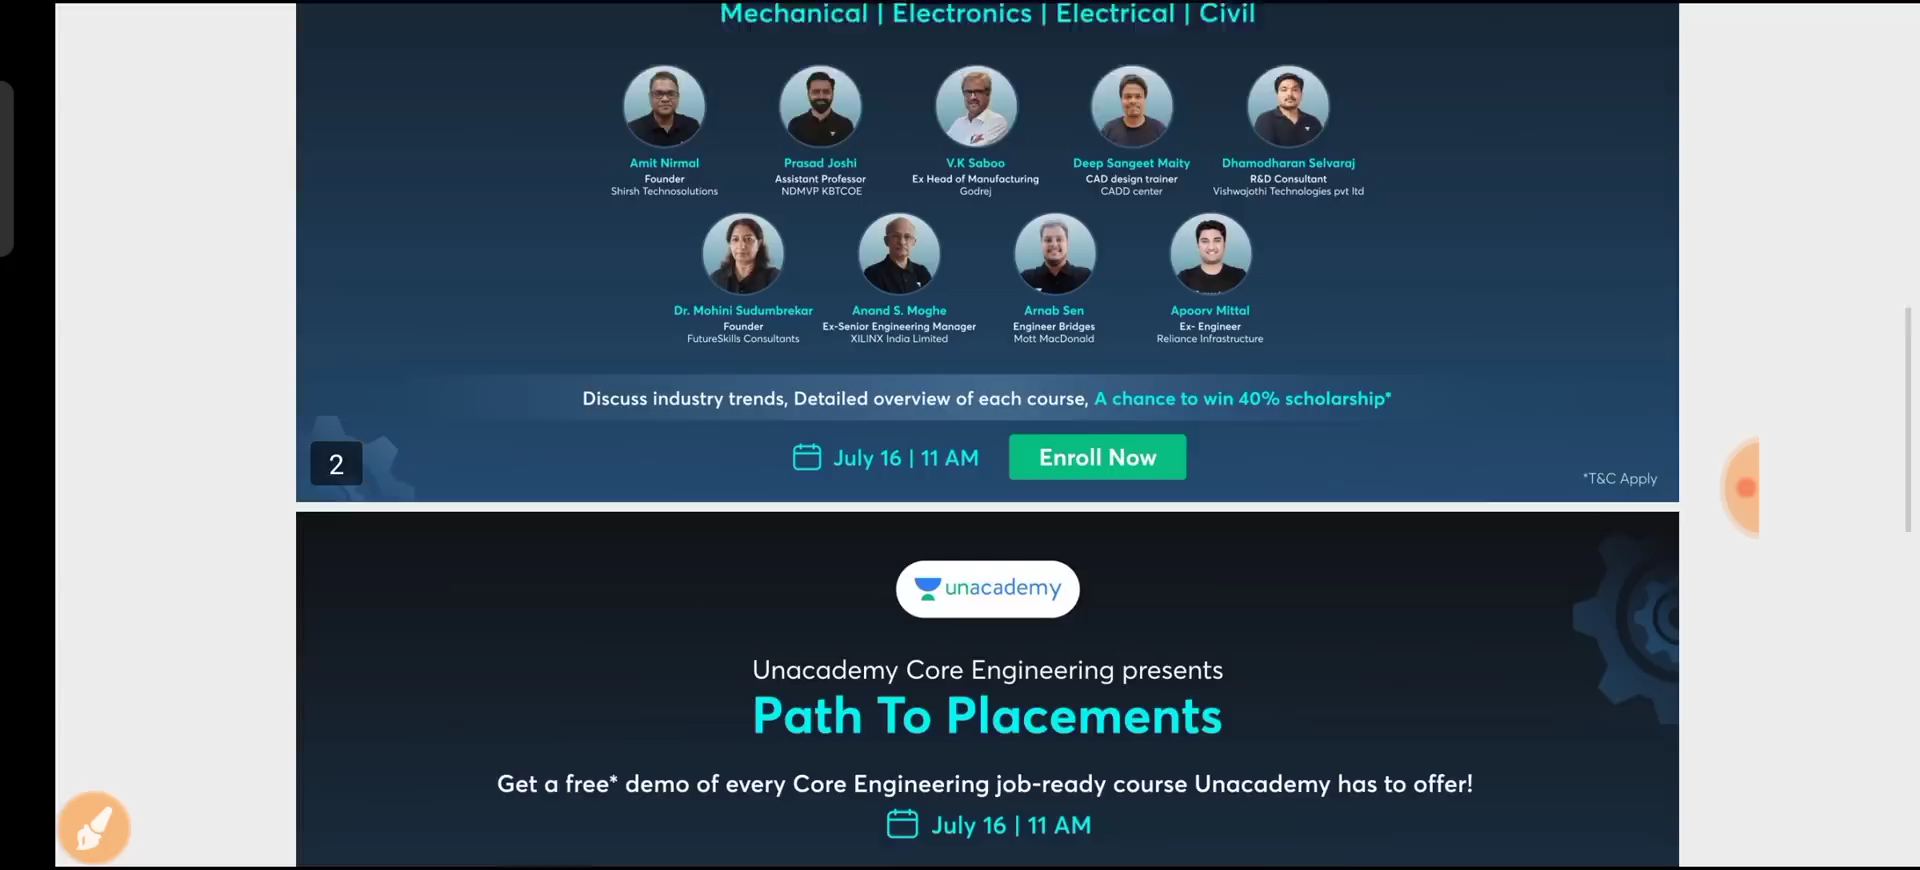 Mechanical | Electronics | Electrical | Civil
Amit Nirmal
Founder
Shirsh Technosolutions
Prasad Joshi
Assistant Professor
NDMVP KBTCOE
V.K Saboo
Ex Head of Manufacturing
Godrej
Deep Sangeet Maity
CAD design trainer
CADD center
Dhamodharan Selvaraj
R&D Consultant
Vishwajothi Technologies pvt ltd
Dr. Mohini Sudumbrekar
Founder
FutureSkills Consultants
Anand S. Moghe
Ex-Senior Engineering Manager
XILINX India Limited
Arnab Sen
Engineer Bridges
Mott MacDonald
Apoorv Mittal
Ex- Engineer
Reliance Infrastructure
Discuss industry trends, Detailed overview of each course, A chance to win 40% scholarship*
July 16 | 11 AM
Enroll Now
2
*T&C Apply
unacademy
Unacademy Core Engineering presents
Path To Placements
Get a free* demo of every Core Engineering job-ready course Unacademy has to offer!
July 16 | 11 AM